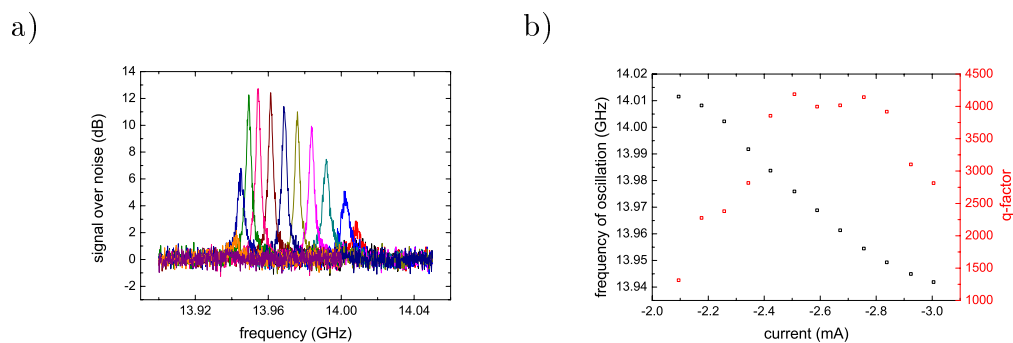 a)
14
12
10
8
6
4
2
0
-2
13.92 13.96 14.00 14.04
signal over noise (dB)
frequency (GHz)
b)
14.02
14.01
14.00
13.99
13.98
13.97
13.96
13.95
13.94
-2.0 -2.2 -2.4 -2.6 -2.8 -3.0
4500
4000
3500
3000
2500
2000
1500
1000
frequency of oscillation (GHz)
current (mA)
q-factor